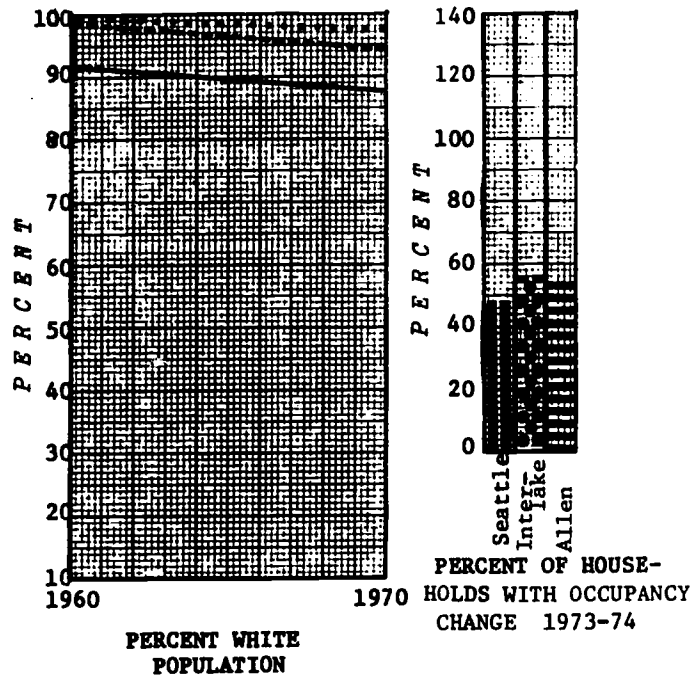 100
90
80
70
60
50
40
30
20
10
PERCENT
1960
1970
PERCENT WHITE
POPULATION
140
120
100
80
60
40
20
0
PERCENT
Seattle
Inter-
lake
Allen
PERCENT OF HOUSE-
HOLDS WITH OCCUPANCY
CHANGE 1973-74